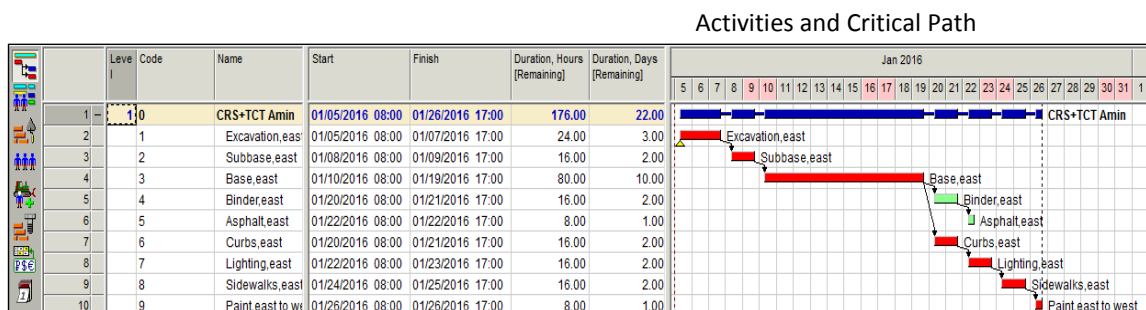 Activities and Critical Path
Leve l Code Name Start Finish Duration, Hours [Remaining] Duration, Days [Remaining] Jan 2016
5 6 7 8 9 10 11 12 13 14 15 16 17 18 19 20 21 22 23 24 25 26 27 28 29 30 31 1
1 1 0 CRS+TCT Amin 01/05/2016 08:00 01/26/2016 17:00 176.00 22.00 CRS+TCT Amin
2 1 Excavation,eas 01/05/2016 08:00 01/07/2016 17:00 24.00 3.00 Excavation,east
3 2 Subbase,east 01/08/2016 08:00 01/09/2016 17:00 16.00 2.00 Subbase,east
4 3 Base,east 01/10/2016 08:00 01/19/2016 17:00 80.00 10.00 Base,east
5 4 Binder,east 01/20/2016 08:00 01/21/2016 17:00 16.00 2.00 Binder,east
6 5 Asphalt,east 01/22/2016 08:00 01/22/2016 17:00 8.00 1.00 Asphalt,east
7 6 Curbs,east 01/20/2016 08:00 01/21/2016 17:00 16.00 2.00 Curbs,east
8 7 Lighting,east 01/22/2016 08:00 01/23/2016 17:00 16.00 2.00 Lighting,east
9 8 Sidewalks,east 01/24/2016 08:00 01/25/2016 17:00 16.00 2.00 Sidewalks,east
10 9 Paint east to we 01/26/2016 08:00 01/26/2016 17:00 8.00 1.00 Paint east to west
P$€